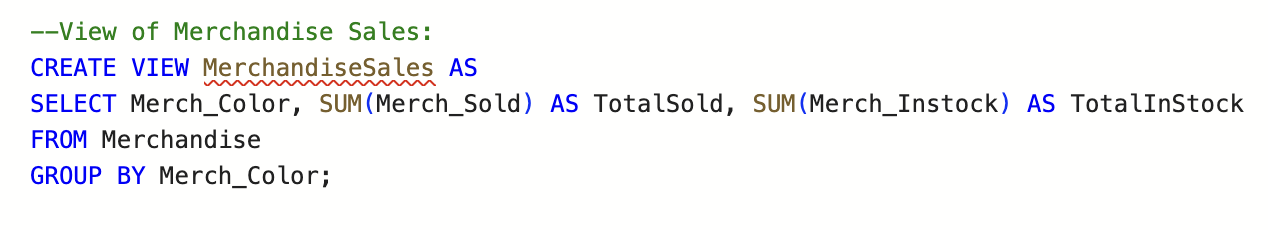 --View of Merchandise Sales:
CREATE VIEW MerchandiseSales AS
SELECT Merch_Color, SUM(Merch_Sold) AS TotalSold, SUM(Merch_Instock) AS TotalInStock
FROM Merchandise
GROUP BY Merch_Color;